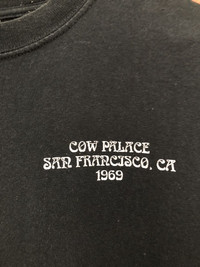 COW PALACE
SAN FRANCISCO, CA
1969